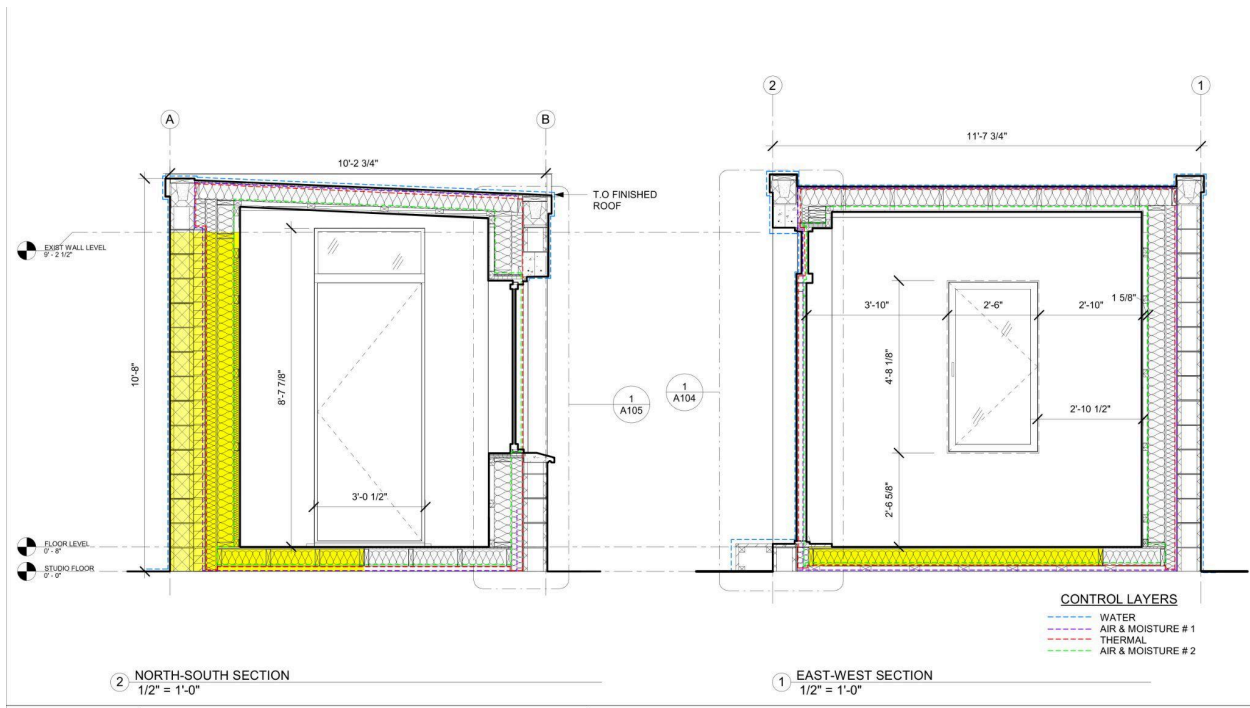 A
B
10'-2 3/4"
T.O FINISHED
ROOF
EXIST WALL LEVEL
9' - 2 1/2"
10'-8"
8'-7 7/8"
3'-0 1/2"
1
A105
FLOOR LEVEL
0' - 8"
STUDIO FLOOR
0' - 0"
2
NORTH-SOUTH SECTION
1/2" = 1'-0"
2
1
11'-7 3/4"
3'-10"
2'-6"
2'-10"
1 5/8"
4'-8 1/8"
1
A104
2'-10 1/2"
2'-6 5/8"
CONTROL LAYERS
WATER
AIR & MOISTURE # 1
THERMAL
AIR & MOISTURE # 2
1
EAST-WEST SECTION
1/2" = 1'-0"